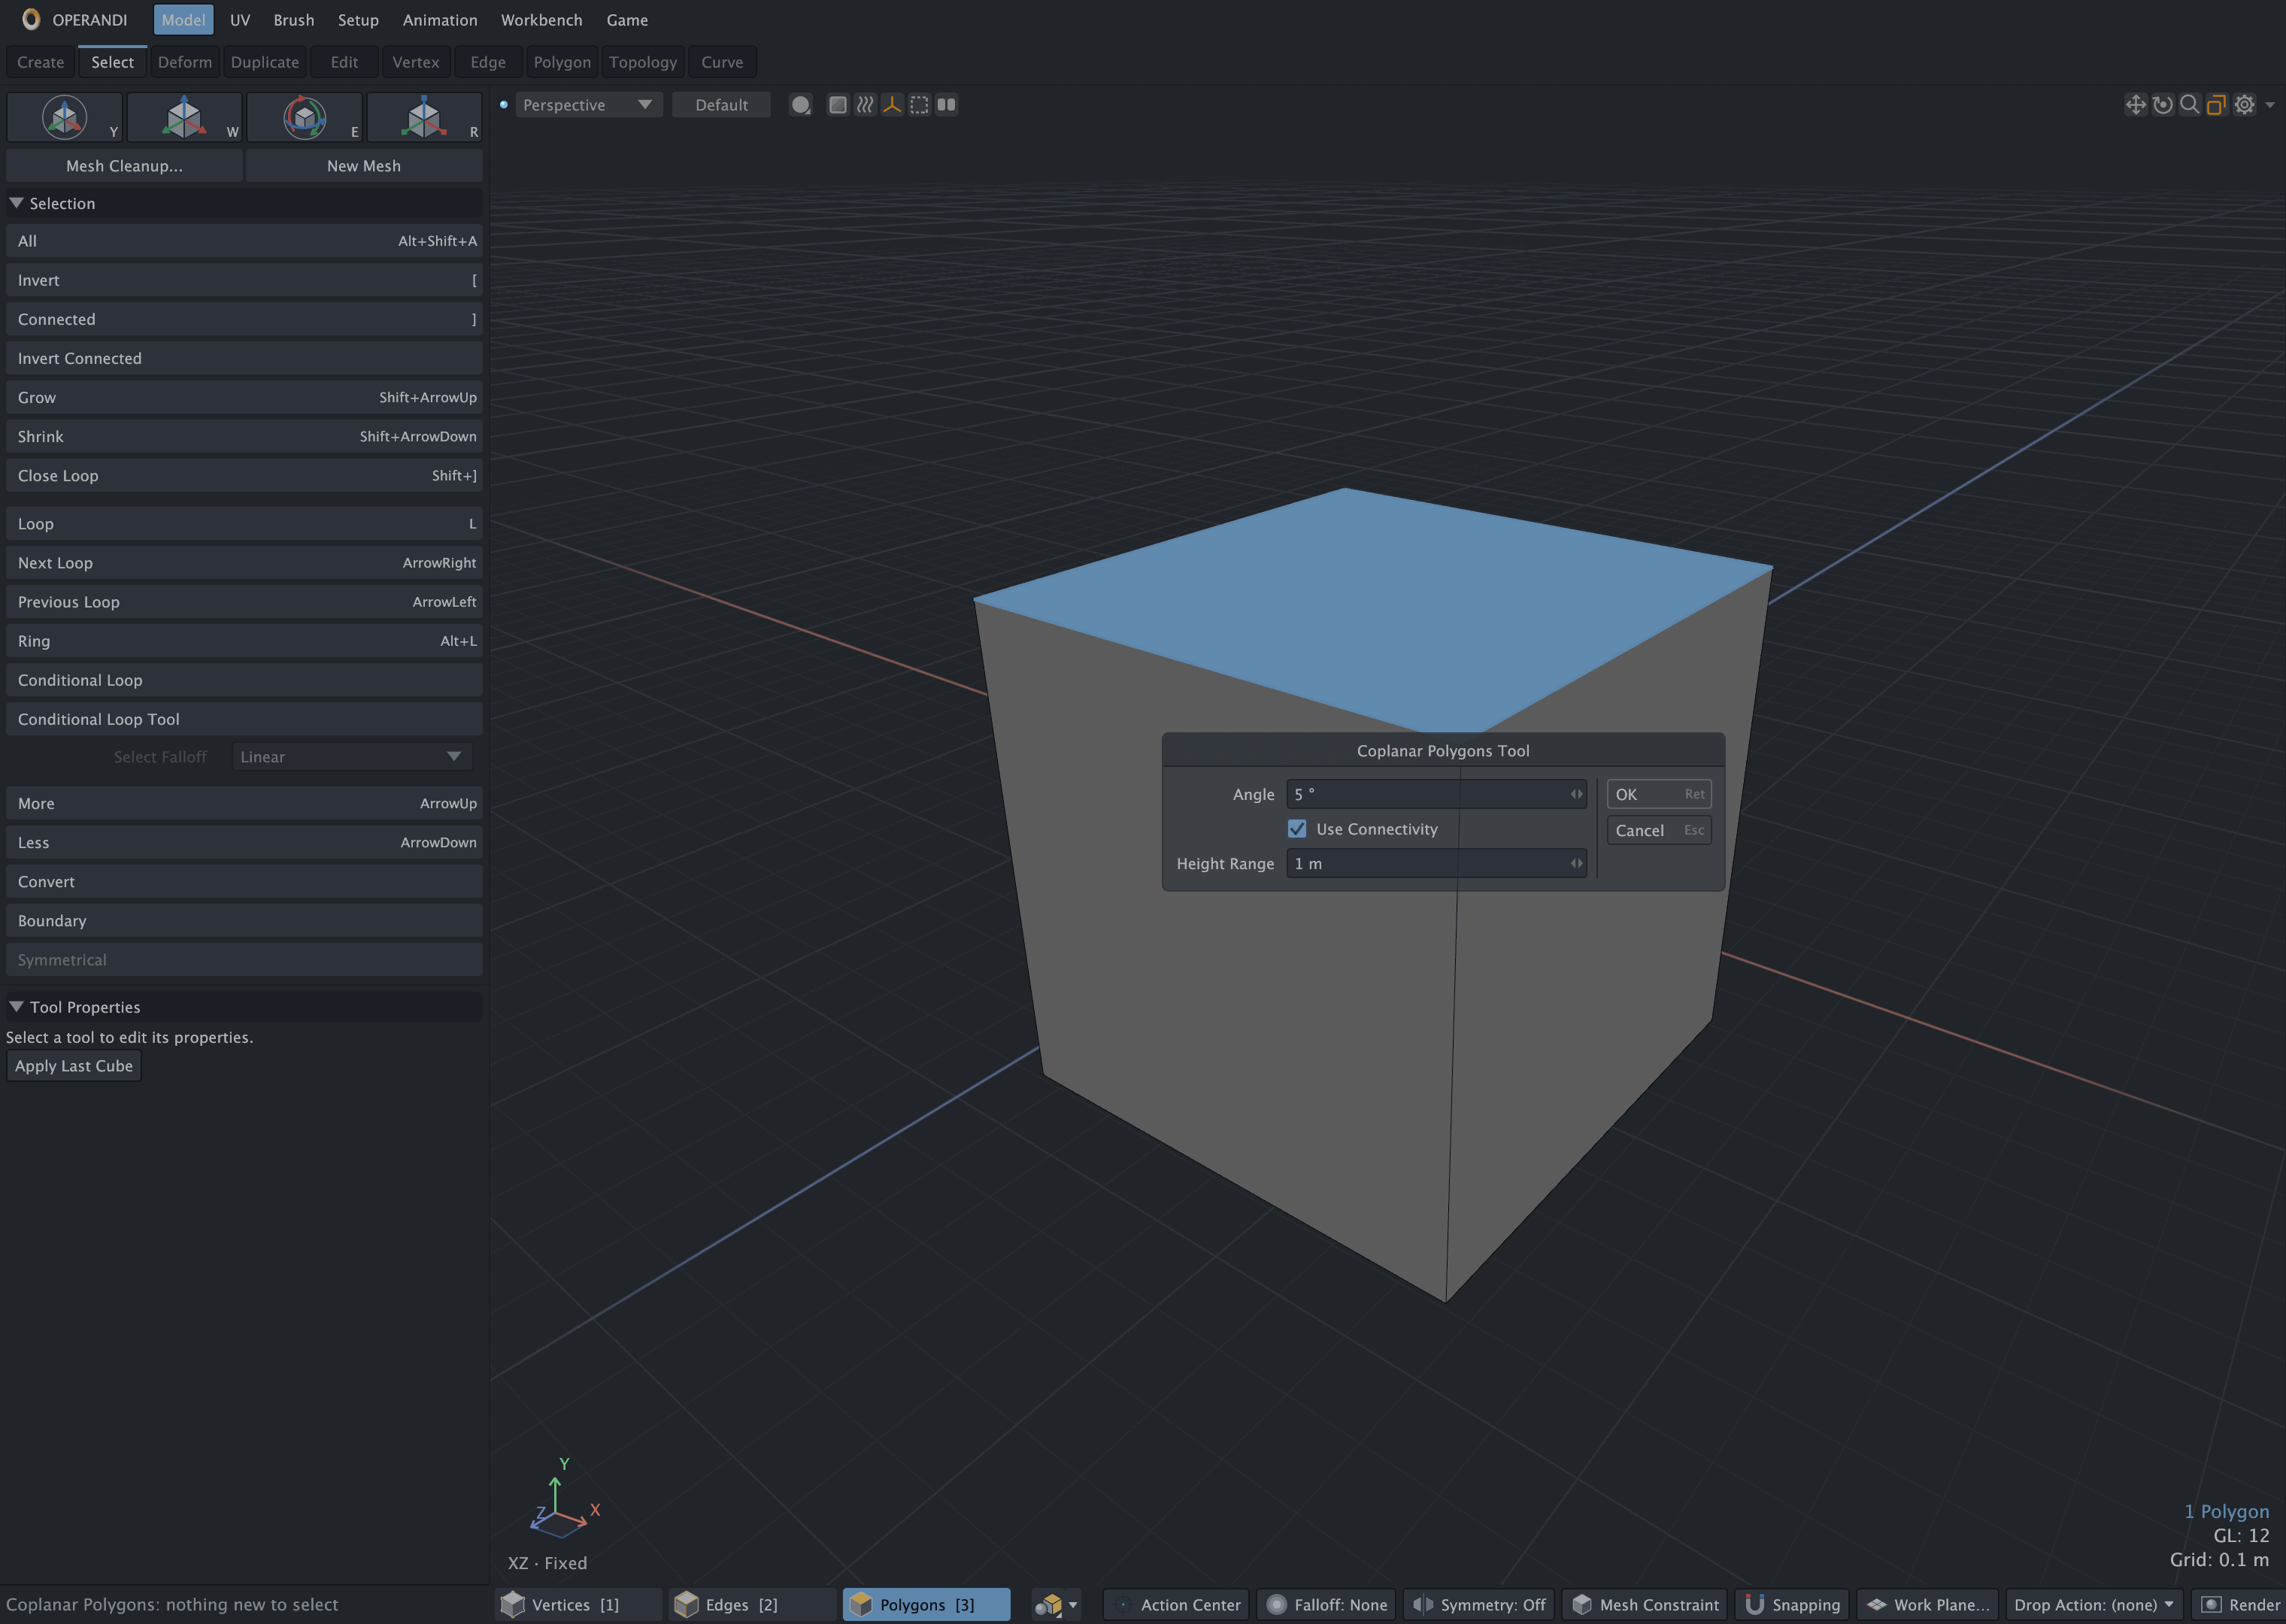 OPERANDI Model UV Brush Setup Animation Workbench Game
Create Select Deform Duplicate Edit Vertex Edge Polygon Topology Curve
Y W E R
Perspective Default
Mesh Cleanup... New Mesh
Selection
All Alt+Shift+A
Invert [
Connected ]
Invert Connected
Grow Shift+ArrowUp
Shrink Shift+ArrowDown
Close Loop Shift+]
Loop L
Next Loop ArrowRight
Previous Loop ArrowLeft
Ring Alt+L
Conditional Loop
Conditional Loop Tool
Select Falloff Linear
More ArrowUp
Less ArrowDown
Convert
Boundary
Symmetrical
Tool Properties
Select a tool to edit its properties.
Apply Last Cube
Coplanar Polygons Tool
Angle 5 ° OK Ret
Use Connectivity Cancel Esc
Height Range 1 m
Y
Z X
XZ · Fixed
1 Polygon
GL: 12
Grid: 0.1 m
Coplanar Polygons: nothing new to select Vertices [1] Edges [2] Polygons [3] Action Center Falloff: None Symmetry: Off Mesh Constraint Snapping Work Plane... Drop Action: (none) Render